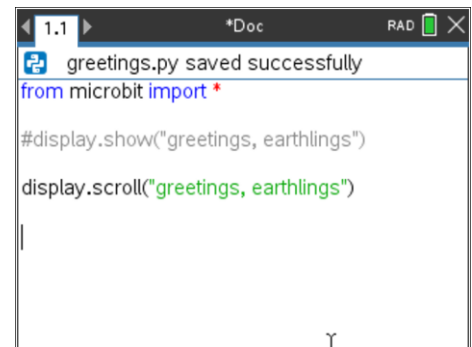 1.1 *Doc RAD
greetings.py saved successfully
from microbit import *
#display.show("greetings, earthlings")
display.scroll("greetings, earthlings")